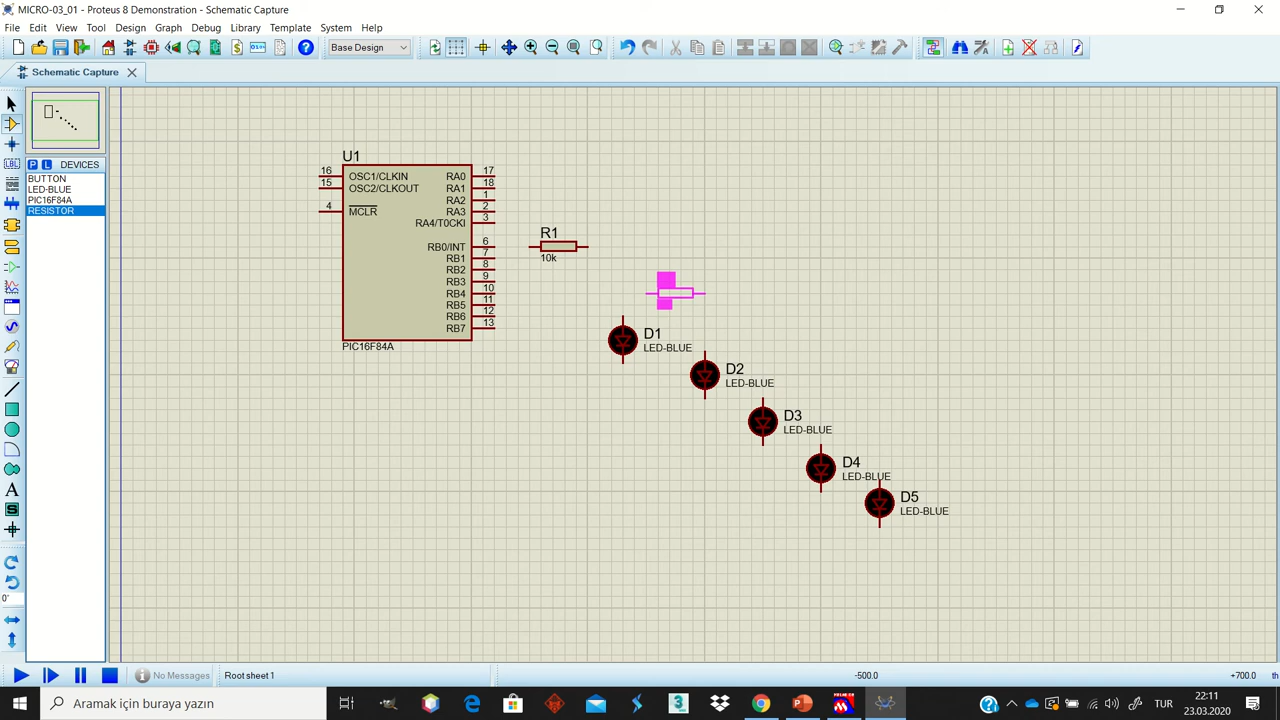 MICRO-03_01 - Proteus 8 Demonstration - Schematic Capture
File Edit View Tool Design Graph Debug Library Template System Help
Base Design
Schematic Capture
P L DEVICES
BUTTON
LED-BLUE
PIC16F84A
RESISTOR
LBL
A
S
0°
U1
16 OSC1/CLKIN RA0 17
15 OSC2/CLKOUT RA1 18
RA2 1
4 MCLR RA3 2
RA4/T0CKI 3
RB0/INT 6
RB1 7
RB2 8
RB3 9
RB4 10
RB5 11
RB6 12
RB7 13
PIC16F84A
R1
10k
D1
LED-BLUE
D2
LED-BLUE
D3
LED-BLUE
D4
LED-BLUE
D5
LED-BLUE
No Messages Root sheet 1 -500.0 +700.0 th
Aramak için buraya yazın
TUR
22:11
23.03.2020